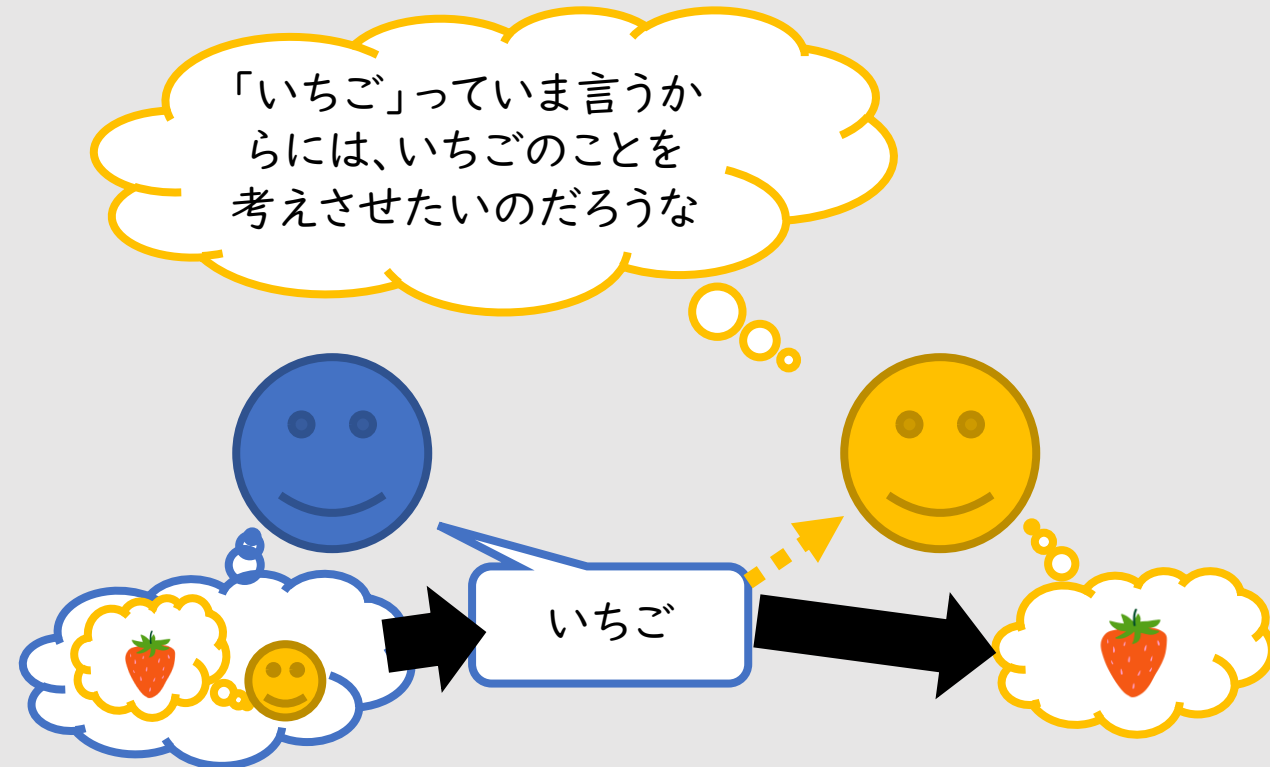 「いちご」っていま言うか
らには、いちごのことを
考えさせたいのだろうな
いちご